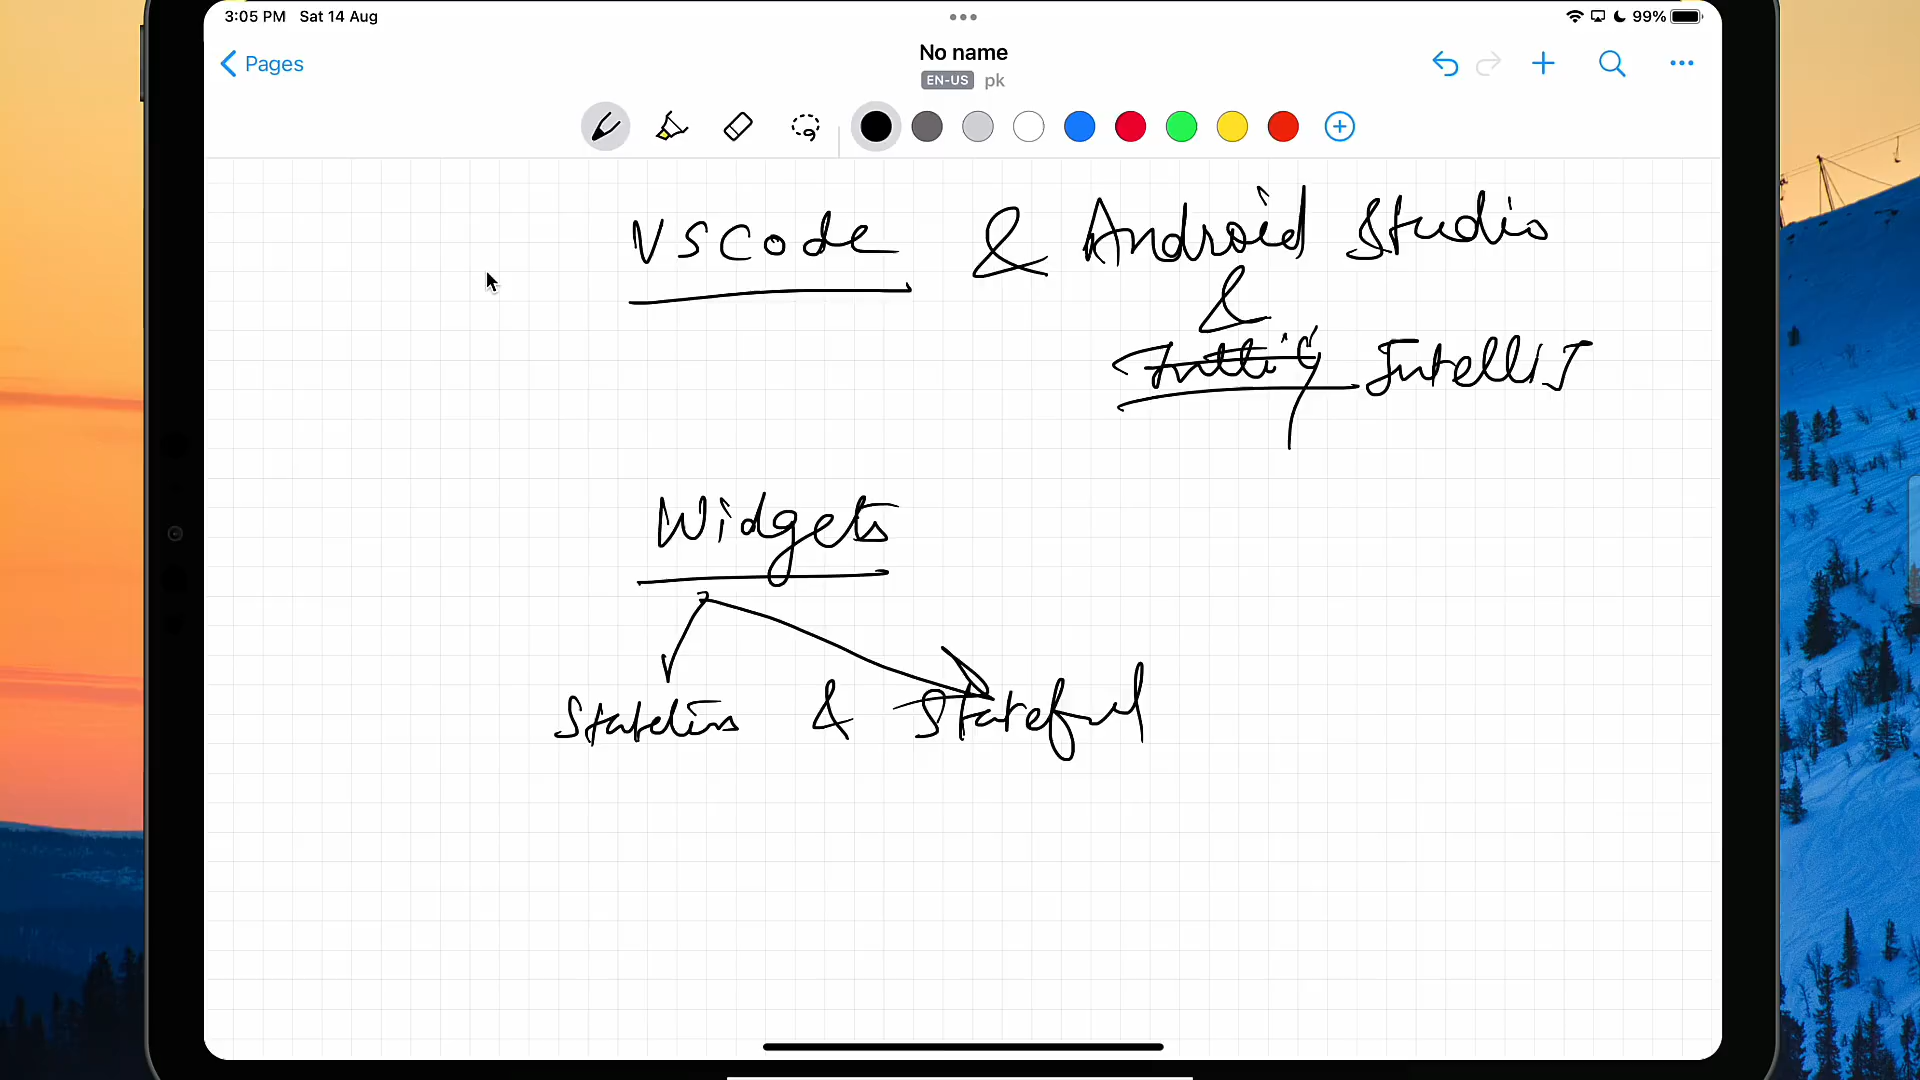 3:05 PM Sat 14 Aug 99%
Pages
No name
EN-US pk
VSCode & Android Studio
&
IntelliJ
Widgets
Stateless & Stateful